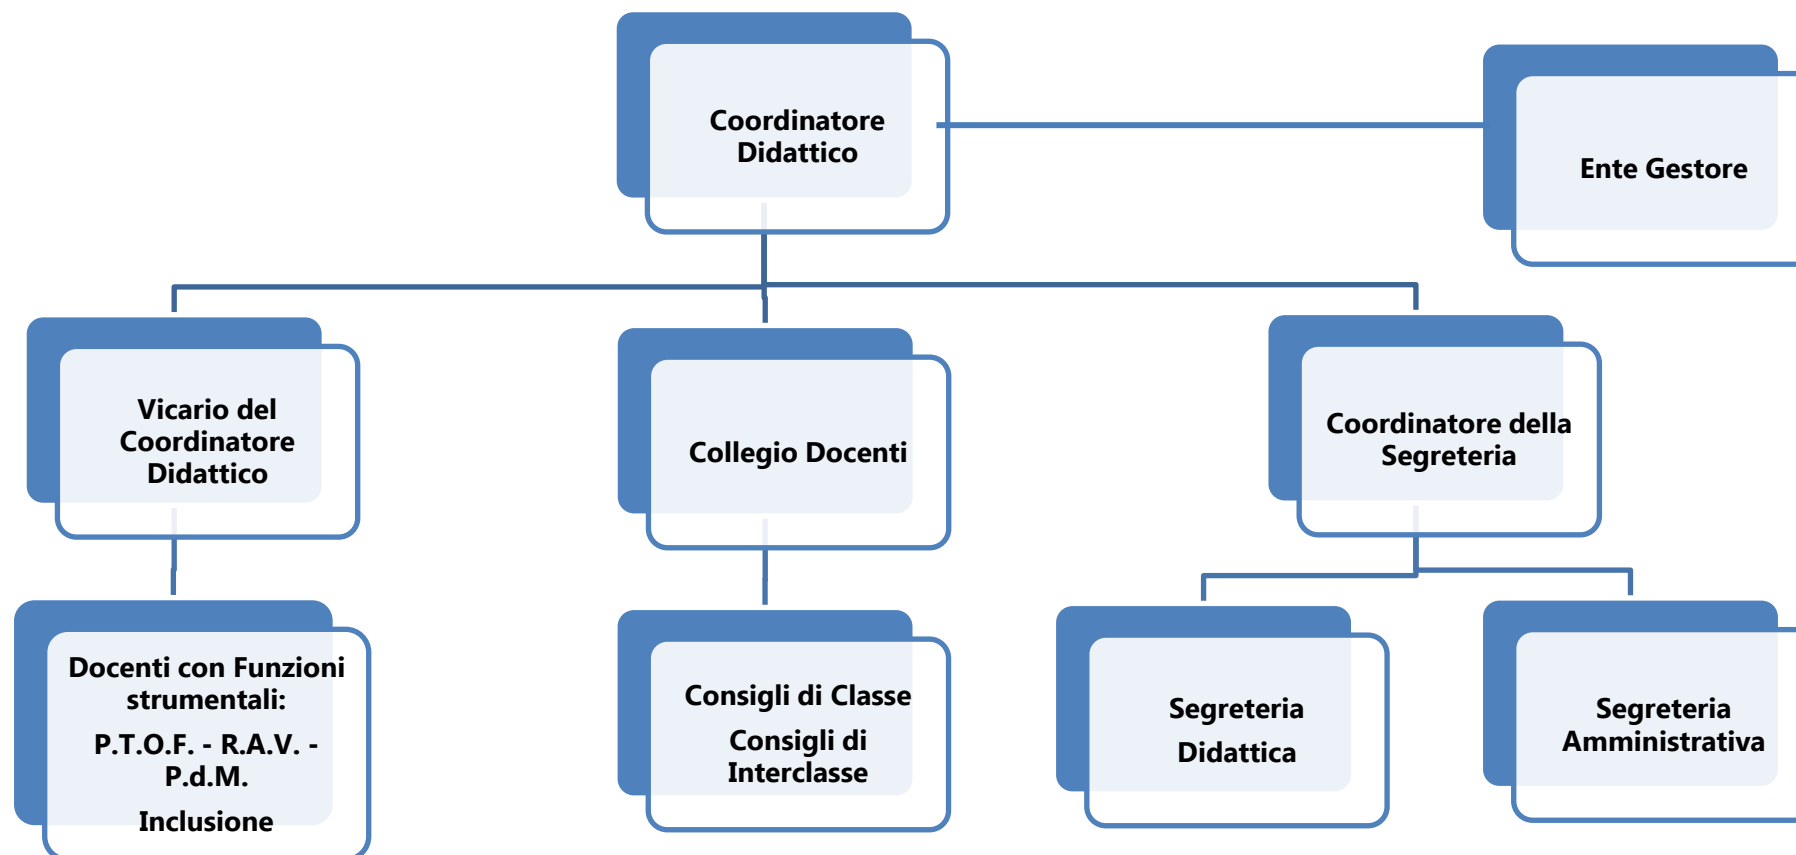 Coordinatore
Didattico
Ente Gestore
Vicario del
Coordinatore
Didattico
Collegio Docenti
Coordinatore della
Segreteria
Docenti con Funzioni
strumentali:
P.T.O.F. - R.A.V. -
P.d.M.
Inclusione
Consigli di Classe
Consigli di
Interclasse
Segreteria
Didattica
Segreteria
Amministrativa